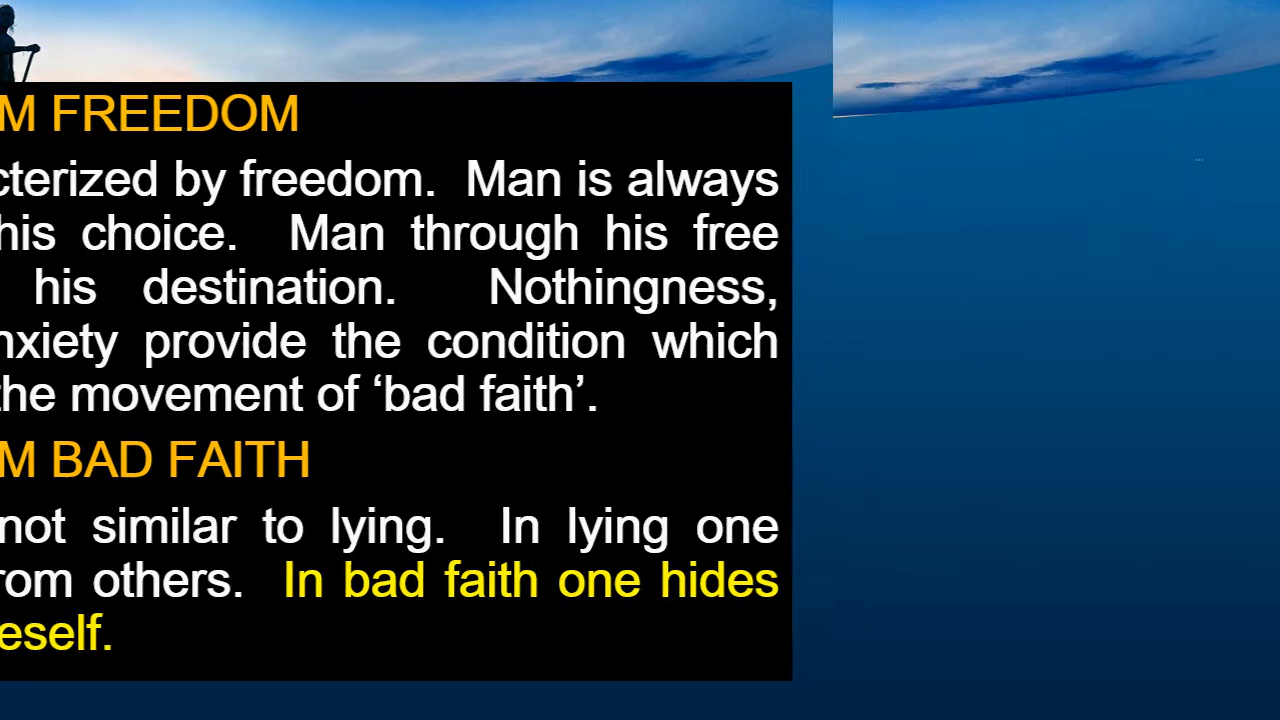 M FREEDOM
cterized by freedom. Man is always
his choice. Man through his free
his destination. Nothingness,
nxiety provide the condition which
the movement of ‘bad faith’.
M BAD FAITH
not similar to lying. In lying one
rom others. In bad faith one hides
eself.
...